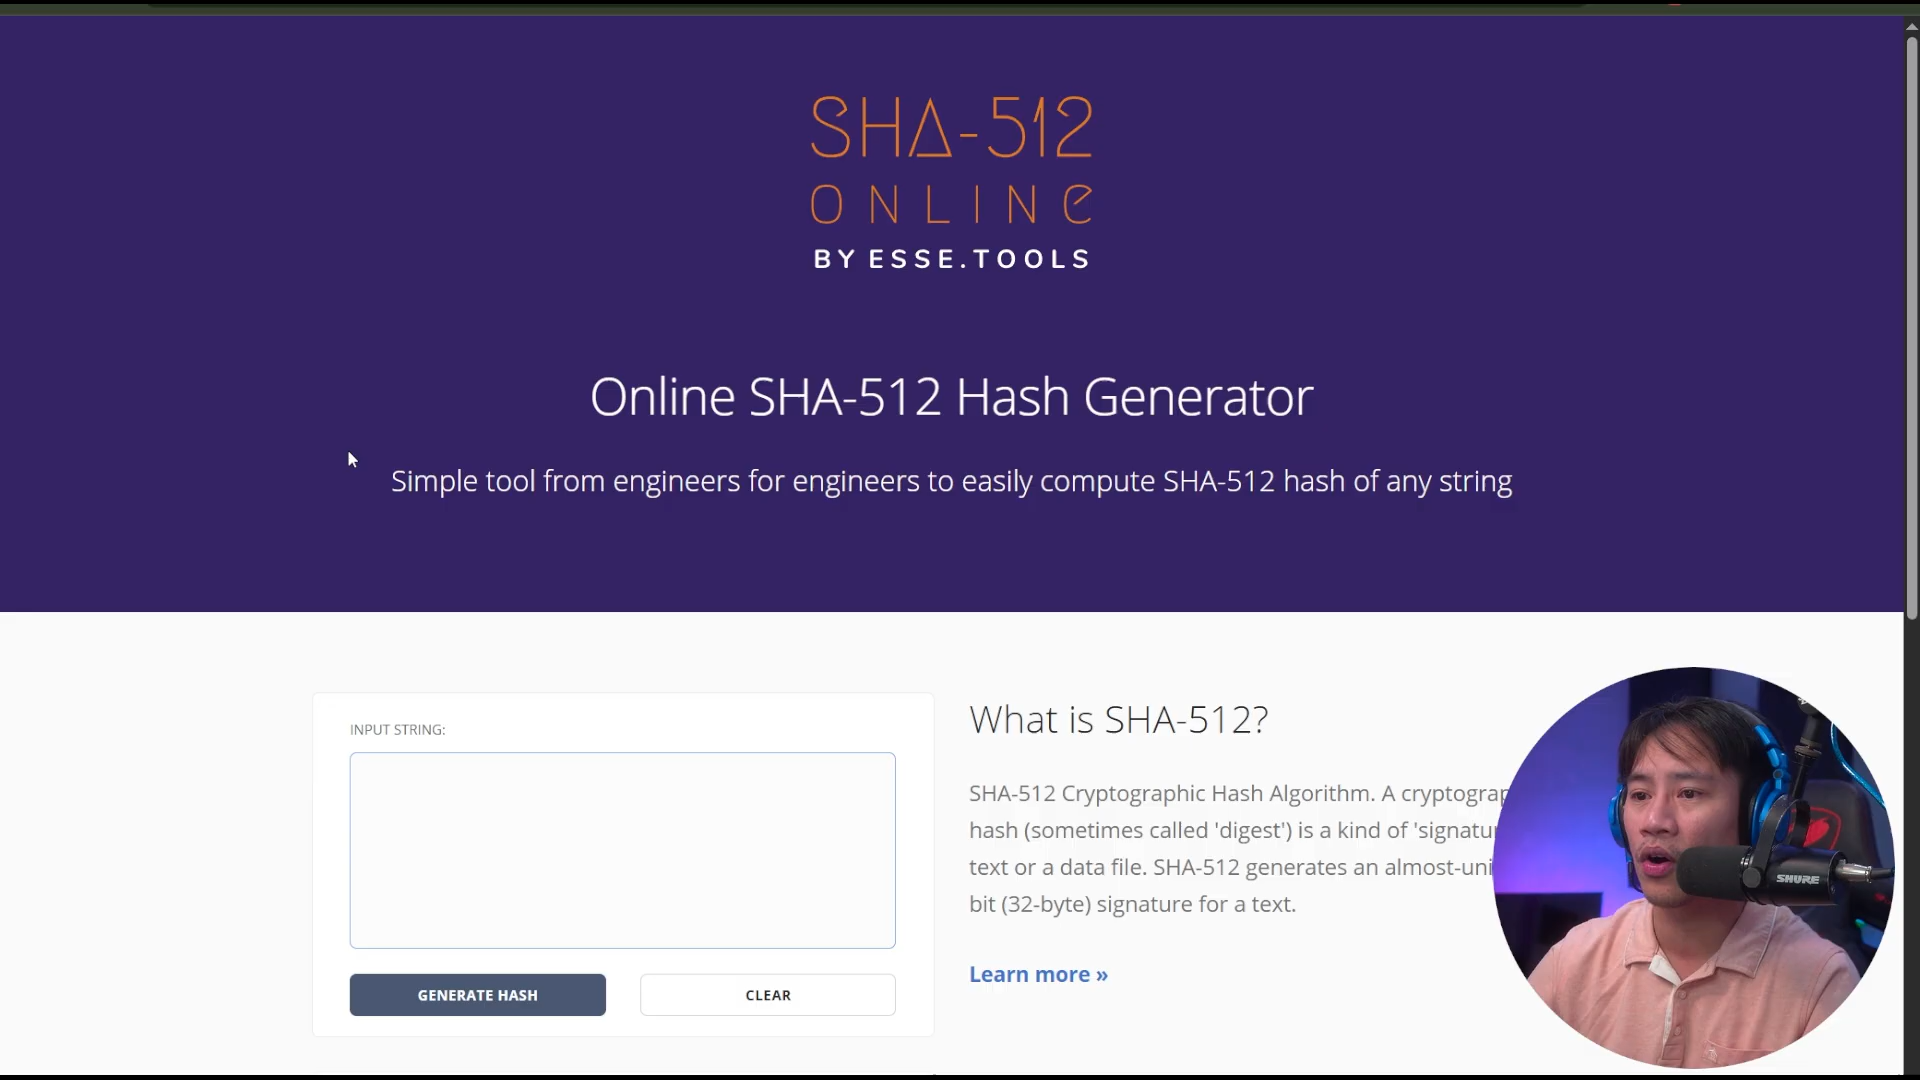 SHA-512
ONLINE
BY ESSE.TOOLS
Online SHA-512 Hash Generator
Simple tool from engineers for engineers to easily compute SHA-512 hash of any string
INPUT STRING:
GENERATE HASH
CLEAR
What is SHA-512?
SHA-512 Cryptographic Hash Algorithm. A
hash (sometimes called 'digest') is a kind of
text or a data file. SHA-512 generates an
bit (32-byte) signature for a text.
Learn more »
SHURE